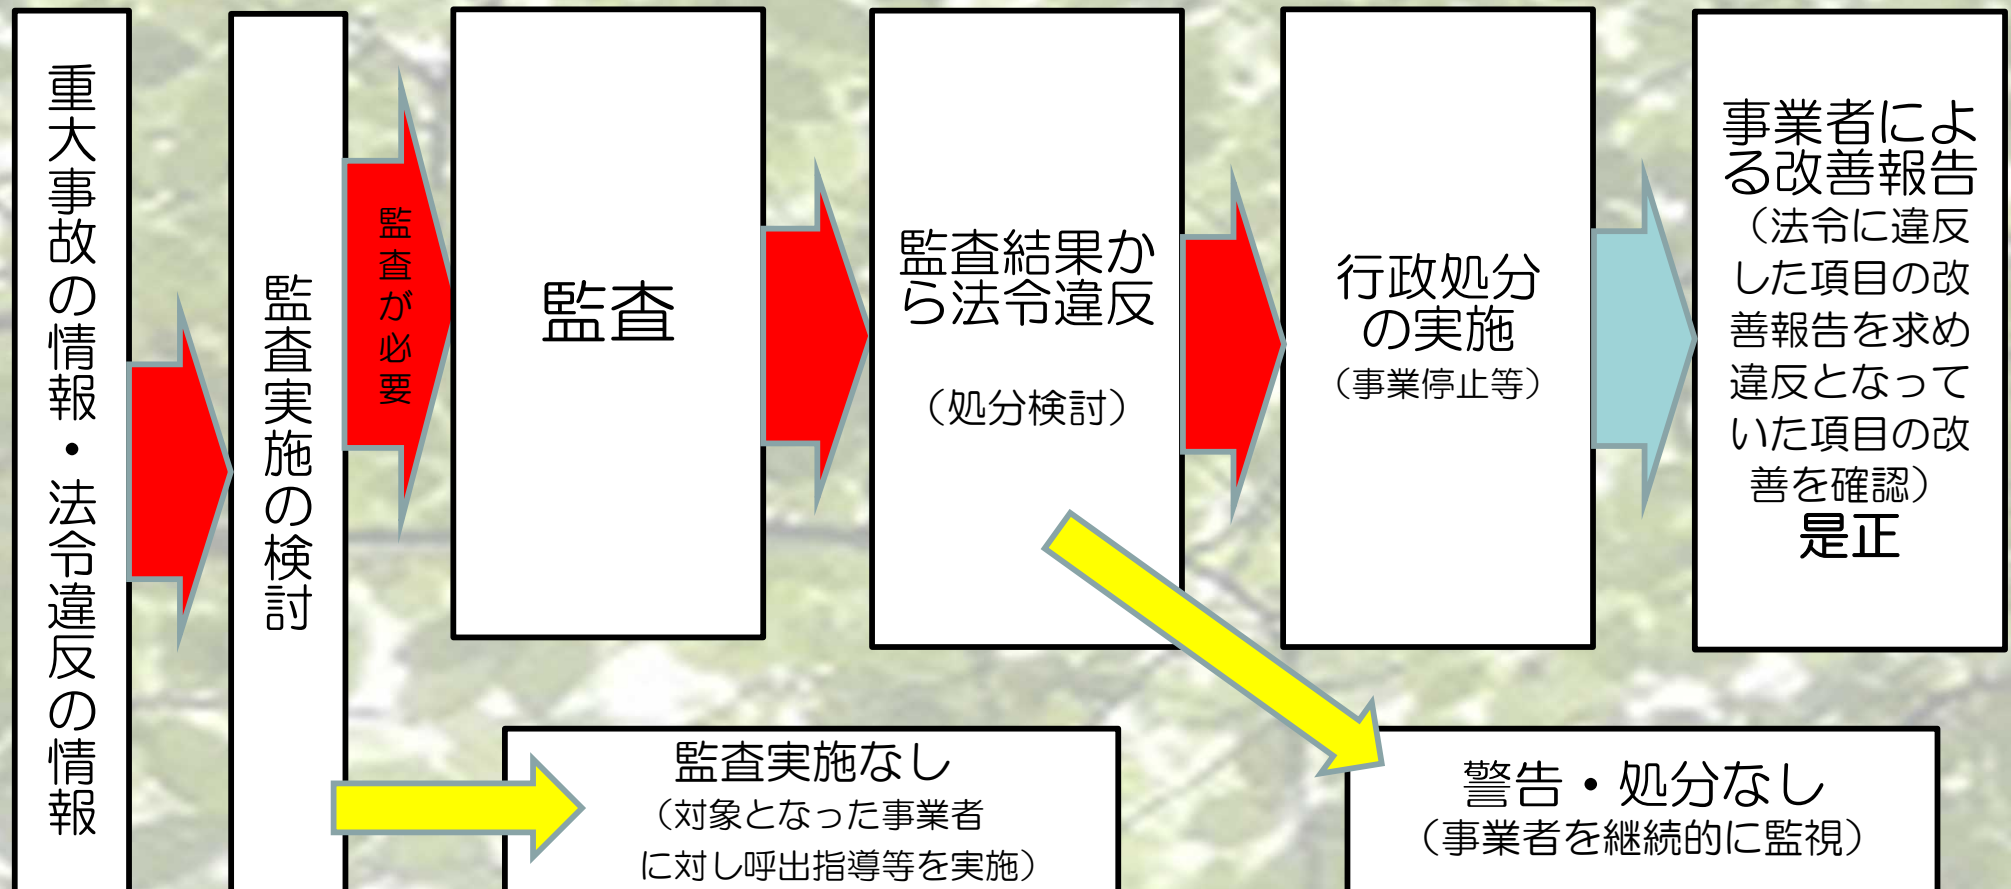 重大事故の情報・法令違反の情報
監査実施の検討
監査が必要
監査
監査結果か
ら法令違反
（処分検討）
行政処分
の実施
（事業停止等）
事業者によ
る改善報告
（法令に違反
した項目の改
善報告を求め
違反となって
いた項目の改
善を確認）
是正
監査実施なし
（対象となった事業者
に対し呼出指導等を実施）
警告・処分なし
（事業者を継続的に監視）